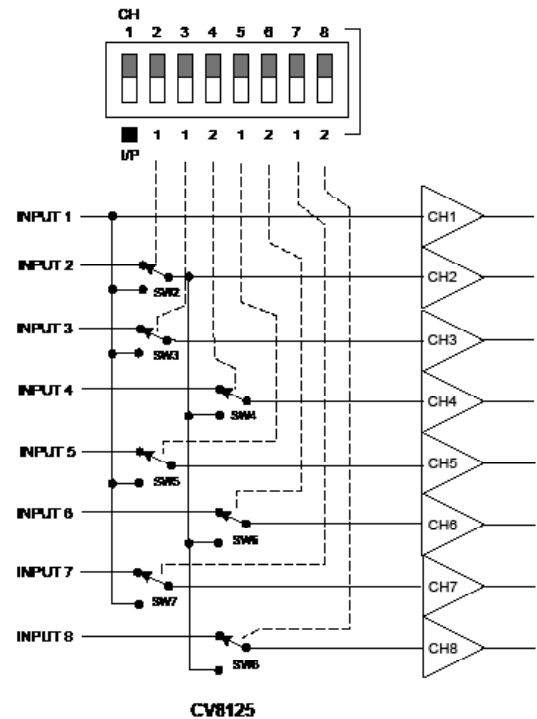 CH
1 2 3 4 5 6 7 8
1 1 2 1 2 1 2
I/P
INPUT 1
CH1
INPUT 2
CH2
SW2
INPUT 3
CH3
SW3
INPUT 4
CH4
SW4
INPUT 5
CH5
SW5
INPUT 6
CH6
SW6
INPUT 7
CH7
SW7
INPUT 8
CH8
SW8
CV8125